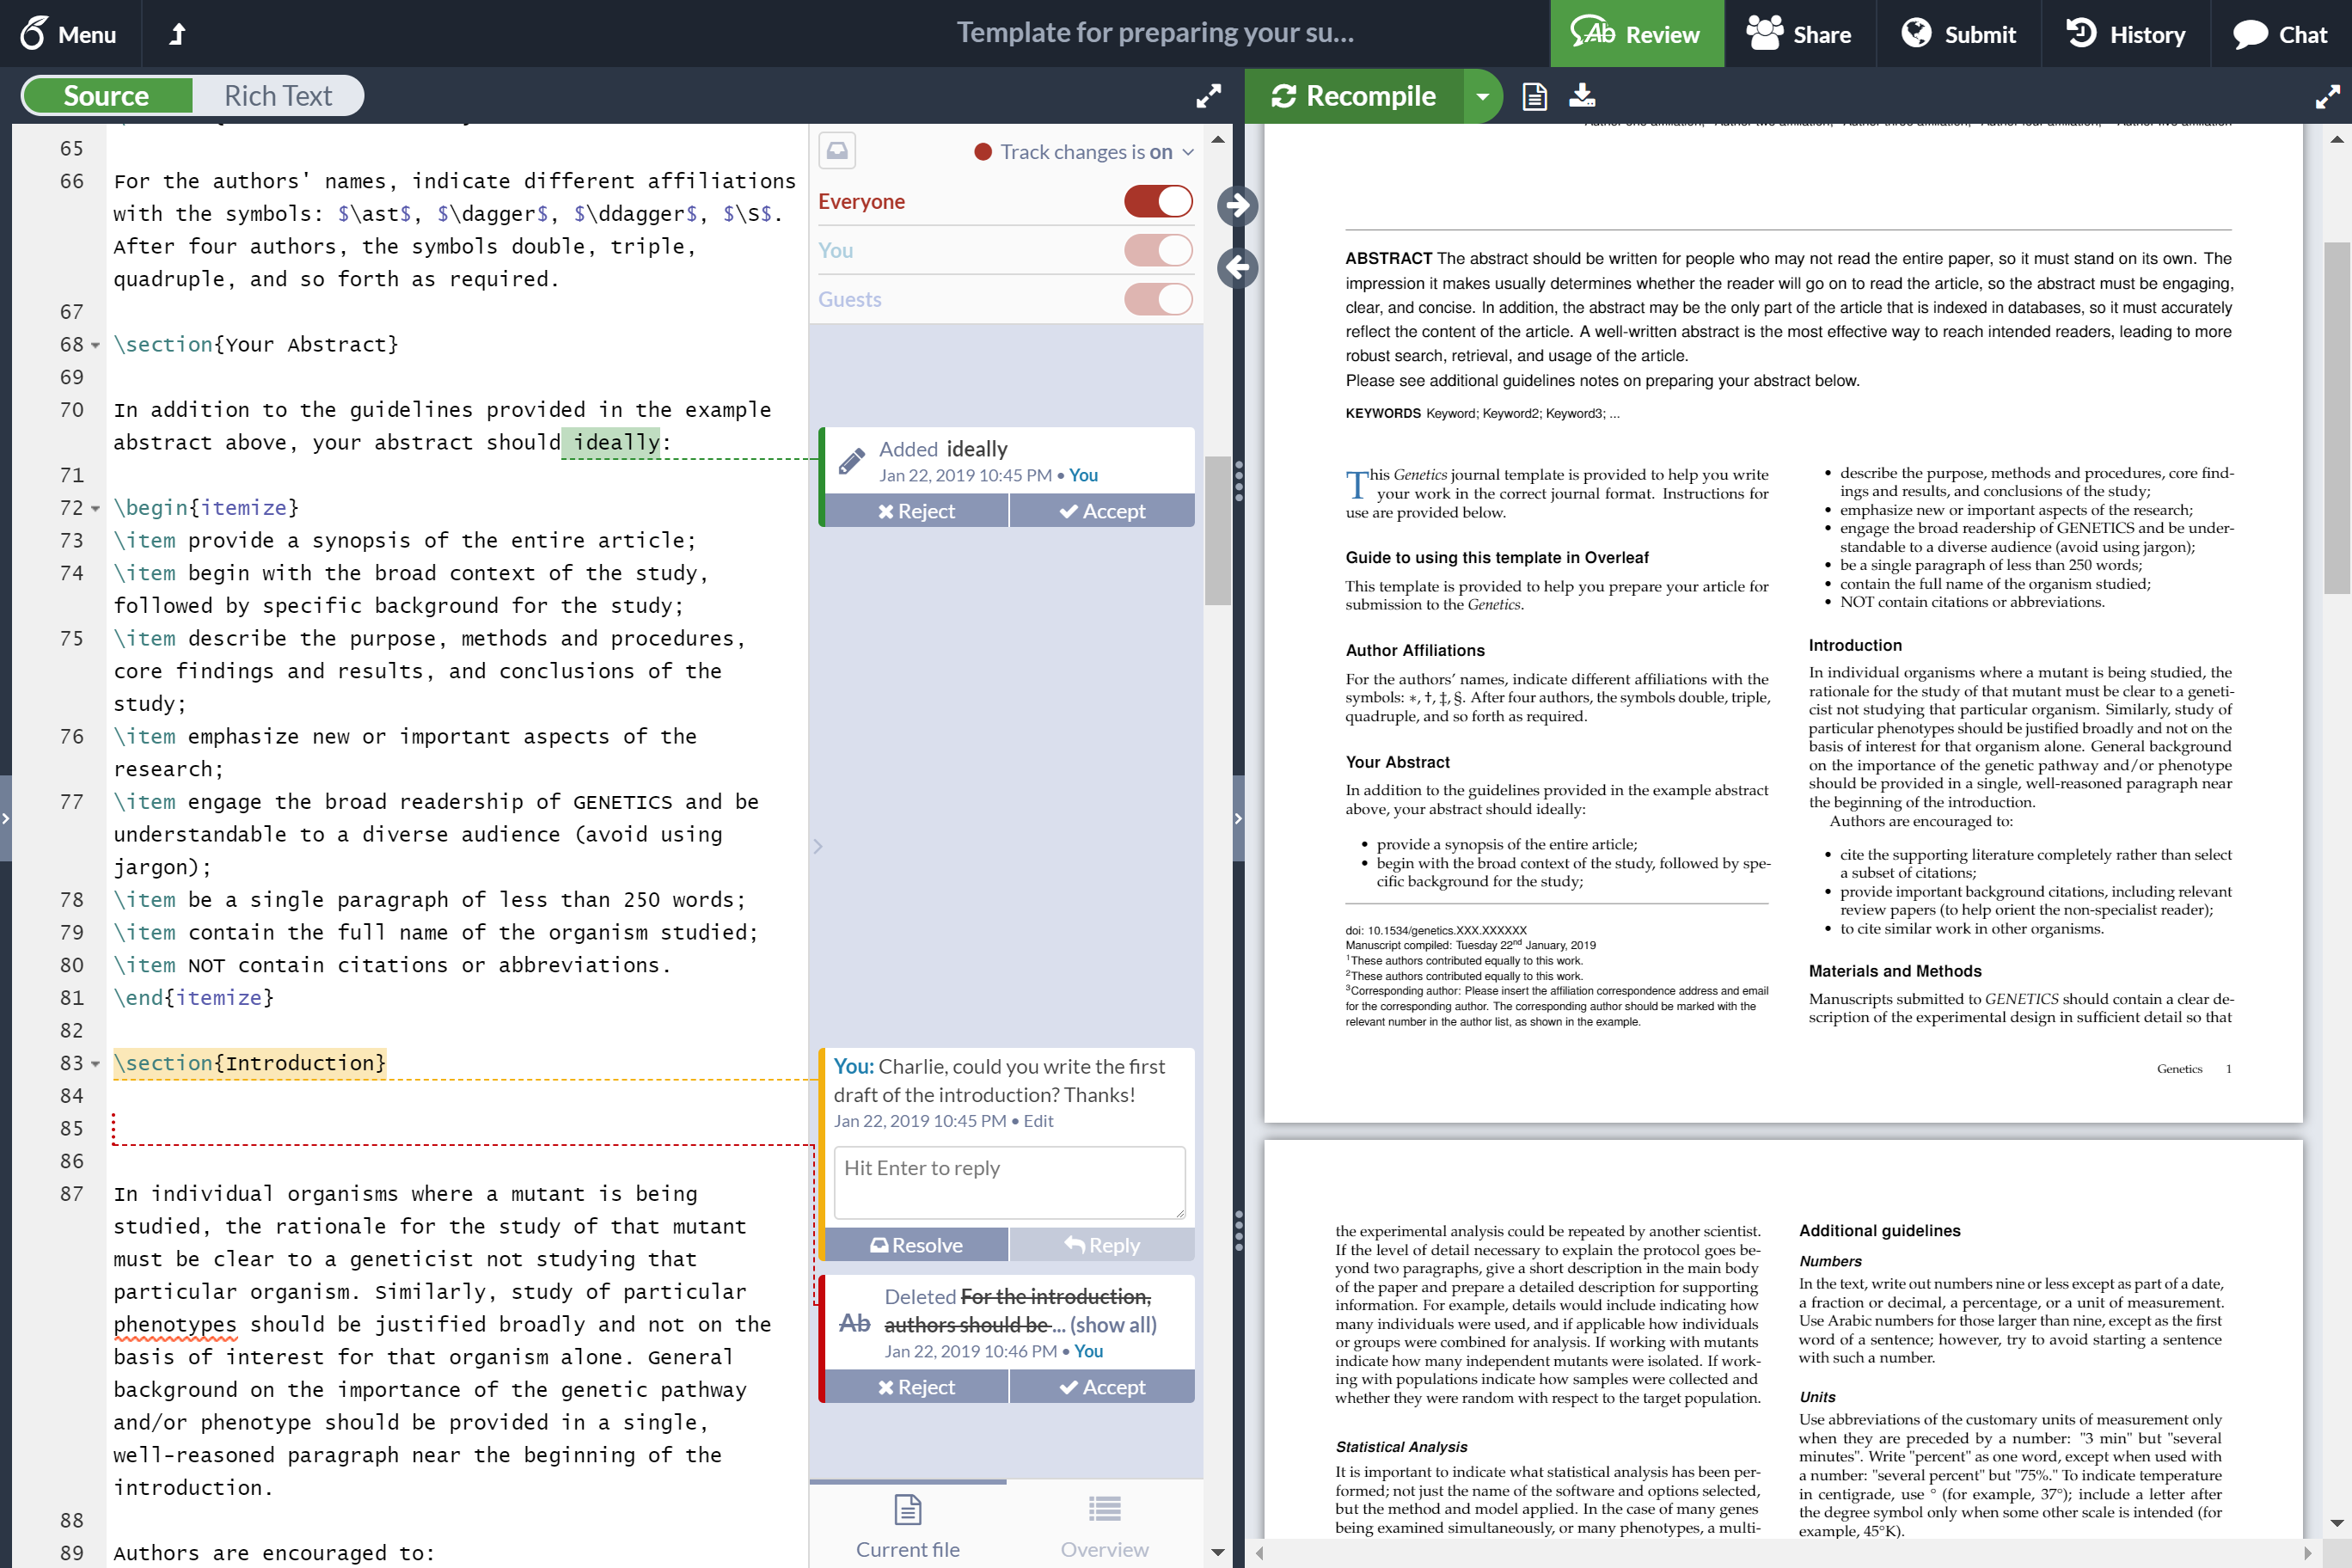 Menu
Template for preparing your su...
Review
Share
Submit
History
Chat
Source
Rich Text
Recompile
65
66 For the authors' names, indicate different affiliations
with the symbols: $\ast$, $\dagger$, $\ddagger$, $\S$.
After four authors, the symbols double, triple,
quadruple, and so forth as required.
67
68 \section{Your Abstract}
69
70 In addition to the guidelines provided in the example
abstract above, your abstract should ideally:
71
72 \begin{itemize}
73 \item provide a synopsis of the entire article;
74 \item begin with the broad context of the study,
followed by specific background for the study;
75 \item describe the purpose, methods and procedures,
core findings and results, and conclusions of the
study;
76 \item emphasize new or important aspects of the
research;
77 \item engage the broad readership of GENETICS and be
understandable to a diverse audience (avoid using
jargon);
78 \item be a single paragraph of less than 250 words;
79 \item contain the full name of the organism studied;
80 \item NOT contain citations or abbreviations.
81 \end{itemize}
82
83 \section{Introduction}
84
85
86
87 In individual organisms where a mutant is being
studied, the rationale for the study of that mutant
must be clear to a geneticist not studying that
particular organism. Similarly, study of particular
phenotypes should be justified broadly and not on the
basis of interest for that organism alone. General
background on the importance of the genetic pathway
and/or phenotype should be provided in a single,
well-reasoned paragraph near the beginning of the
introduction.
88
89 Authors are encouraged to:
Track changes is on
Everyone
You
Guests
Added ideally
Jan 22, 2019 10:45 PM • You
Reject
Accept
You: Charlie, could you write the first
draft of the introduction? Thanks!
Jan 22, 2019 10:45 PM • Edit
Hit Enter to reply
Resolve
Reply
Ab Deleted For the introduction,
authors should be ... (show all)
Jan 22, 2019 10:46 PM • You
Reject
Accept
Current file
Overview
ABSTRACT The abstract should be written for people who may not read the entire paper, so it must stand on its own. The
impression it makes usually determines whether the reader will go on to read the article, so the abstract must be engaging,
clear, and concise. In addition, the abstract may be the only part of the article that is indexed in databases, so it must accurately
reflect the content of the article. A well-written abstract is the most effective way to reach intended readers, leading to more
robust search, retrieval, and usage of the article.
Please see additional guidelines notes on preparing your abstract below.
KEYWORDS Keyword; Keyword2; Keyword3; ...
This Genetics journal template is provided to help you write
your work in the correct journal format. Instructions for
use are provided below.
Guide to using this template in Overleaf
This template is provided to help you prepare your article for
submission to the Genetics.
Author Affiliations
For the authors' names, indicate different affiliations with the
symbols: ∗, †, ‡, §. After four authors, the symbols double, triple,
quadruple, and so forth as required.
Your Abstract
In addition to the guidelines provided in the example abstract
above, your abstract should ideally:
• provide a synopsis of the entire article;
• begin with the broad context of the study, followed by spe-
cific background for the study;
doi: 10.1534/genetics.XXX.XXXXXX
Manuscript compiled: Tuesday 22nd January, 2019
1These authors contributed equally to this work.
2These authors contributed equally to this work.
3Corresponding author: Please insert the affiliation correspondence address and email
for the corresponding author. The corresponding author should be marked with the
relevant number in the author list, as shown in the example.
• describe the purpose, methods and procedures, core find-
ings and results, and conclusions of the study;
• emphasize new or important aspects of the research;
• engage the broad readership of GENETICS and be under-
standable to a diverse audience (avoid using jargon);
• be a single paragraph of less than 250 words;
• contain the full name of the organism studied;
• NOT contain citations or abbreviations.
Introduction
In individual organisms where a mutant is being studied, the
rationale for the study of that mutant must be clear to a geneti-
cist not studying that particular organism. Similarly, study of
particular phenotypes should be justified broadly and not on the
basis of interest for that organism alone. General background
on the importance of the genetic pathway and/or phenotype
should be provided in a single, well-reasoned paragraph near
the beginning of the introduction.
Authors are encouraged to:
• cite the supporting literature completely rather than select
a subset of citations;
• provide important background citations, including relevant
review papers (to help orient the non-specialist reader);
• to cite similar work in other organisms.
Materials and Methods
Manuscripts submitted to GENETICS should contain a clear de-
scription of the experimental design in sufficient detail so that
Genetics 1
the experimental analysis could be repeated by another scientist.
If the level of detail necessary to explain the protocol goes be-
yond two paragraphs, give a short description in the main body
of the paper and prepare a detailed description for supporting
information. For example, details would include indicating how
many individuals were used, and if applicable how individuals
or groups were combined for analysis. If working with mutants
indicate how many independent mutants were isolated. If work-
ing with populations indicate how samples were collected and
whether they were random with respect to the target population.
Statistical Analysis
It is important to indicate what statistical analysis has been per-
formed; not just the name of the software and options selected,
but the method and model applied. In the case of many genes
being examined simultaneously, or many phenotypes, a multi-
Additional guidelines
Numbers
In the text, write out numbers nine or less except as part of a date,
a fraction or decimal, a percentage, or a unit of measurement.
Use Arabic numbers for those larger than nine, except as the first
word of a sentence; however, try to avoid starting a sentence
with such a number.
Units
Use abbreviations of the customary units of measurement only
when they are preceded by a number: "3 min" but "several
minutes". Write "percent" as one word, except when used with
a number: "several percent" but "75%." To indicate temperature
in centigrade, use ° (for example, 37°); include a letter after
the degree symbol only when some other scale is intended (for
example, 45°K).